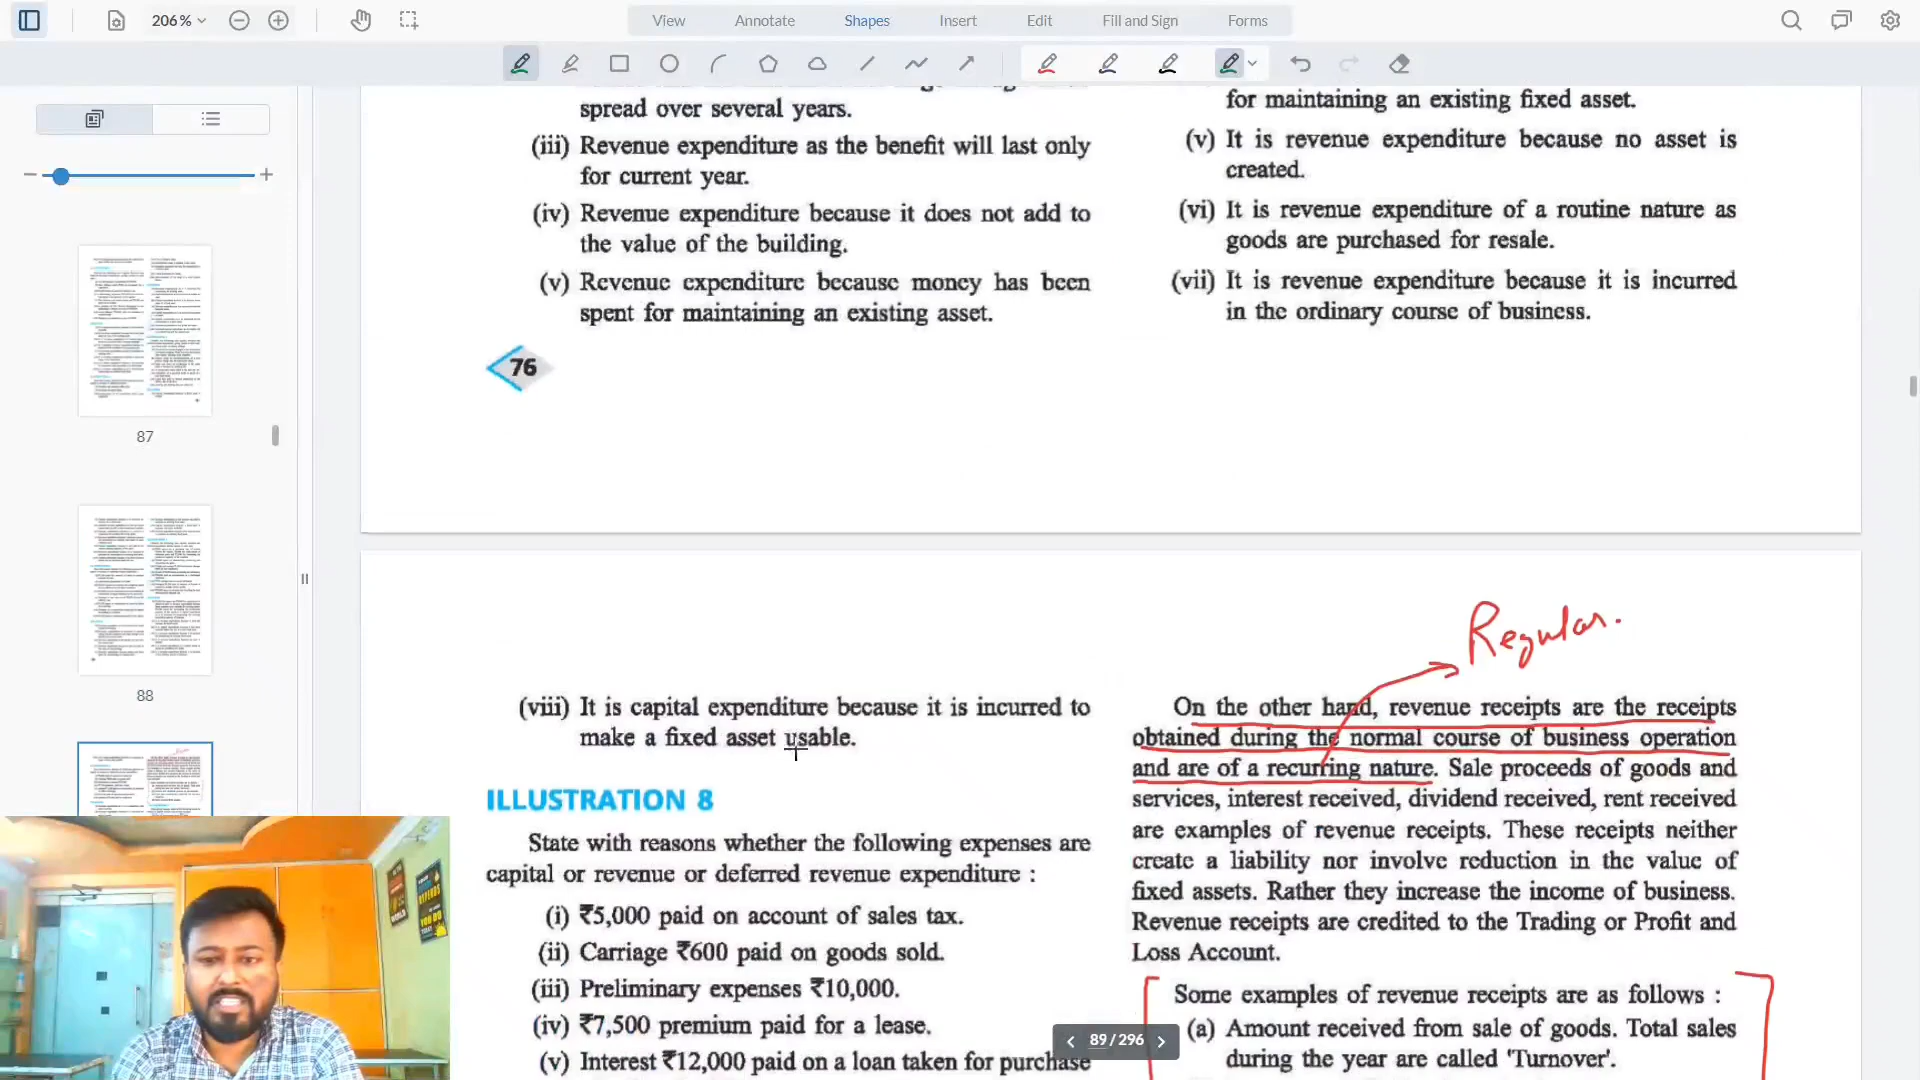 206 %
View
Annotate
Shapes
Insert
Edit
Fill and Sign
Forms
spread over several years.
(iii) Revenue expenditure as the benefit will last only
for current year.
(iv) Revenue expenditure because it does not add to
the value of the building.
(v) Revenue expenditure because money has been
spent for maintaining an existing asset.
76
for maintaining an existing fixed asset.
(v) It is revenue expenditure because no asset is
created.
(vi) It is revenue expenditure of a routine nature as
goods are purchased for resale.
(vii) It is revenue expenditure because it is incurred
in the ordinary course of business.
87
88
(viii) It is capital expenditure because it is incurred to
make a fixed asset usable.
ILLUSTRATION 8
State with reasons whether the following expenses are
capital or revenue or deferred revenue expenditure :
(i) ₹5,000 paid on account of sales tax.
(ii) Carriage ₹600 paid on goods sold.
(iii) Preliminary expenses ₹10,000.
(iv) ₹7,500 premium paid for a lease.
(v) Interest ₹12,000 paid on a loan taken for purchase
Regular.
On the other hand, revenue receipts are the receipts
obtained during the normal course of business operation
and are of a recurring nature. Sale proceeds of goods and
services, interest received, dividend received, rent received
are examples of revenue receipts. These receipts neither
create a liability nor involve reduction in the value of
fixed assets. Rather they increase the income of business.
Revenue receipts are credited to the Trading or Profit and
Loss Account.
Some examples of revenue receipts are as follows :
(a) Amount received from sale of goods. Total sales
during the year are called 'Turnover'.
89 / 296